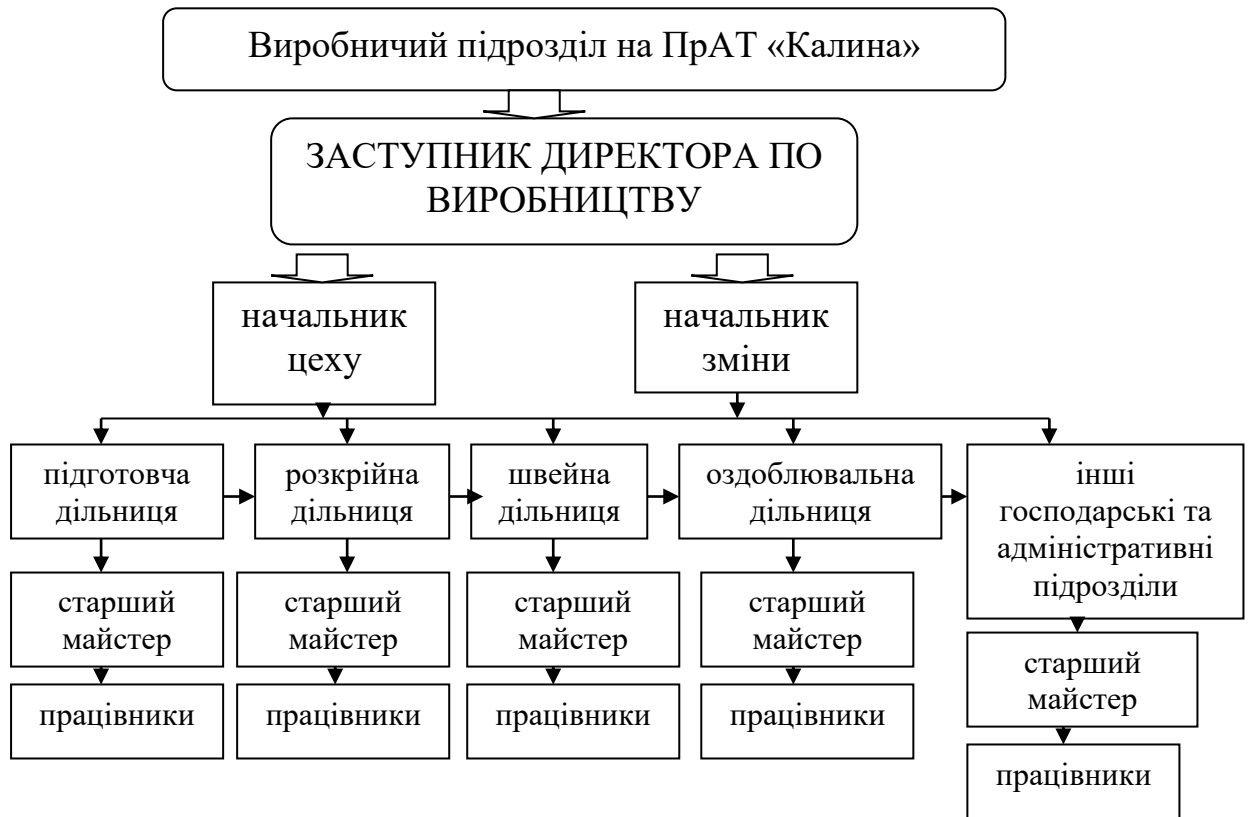 Виробничий підрозділ на ПрАТ «Калина»
ЗАСТУПНИК ДИРЕКТОРА ПО
ВИРОБНИЦТВУ
начальник
цеху
начальник
зміни
підготовча
дільниця
розкрійна
дільниця
швейна
дільниця
оздоблювальна
дільниця
інші
господарські та
адміністративні
підрозділи
старший
майстер
старший
майстер
старший
майстер
старший
майстер
старший
майстер
працівники
працівники
працівники
працівники
працівники